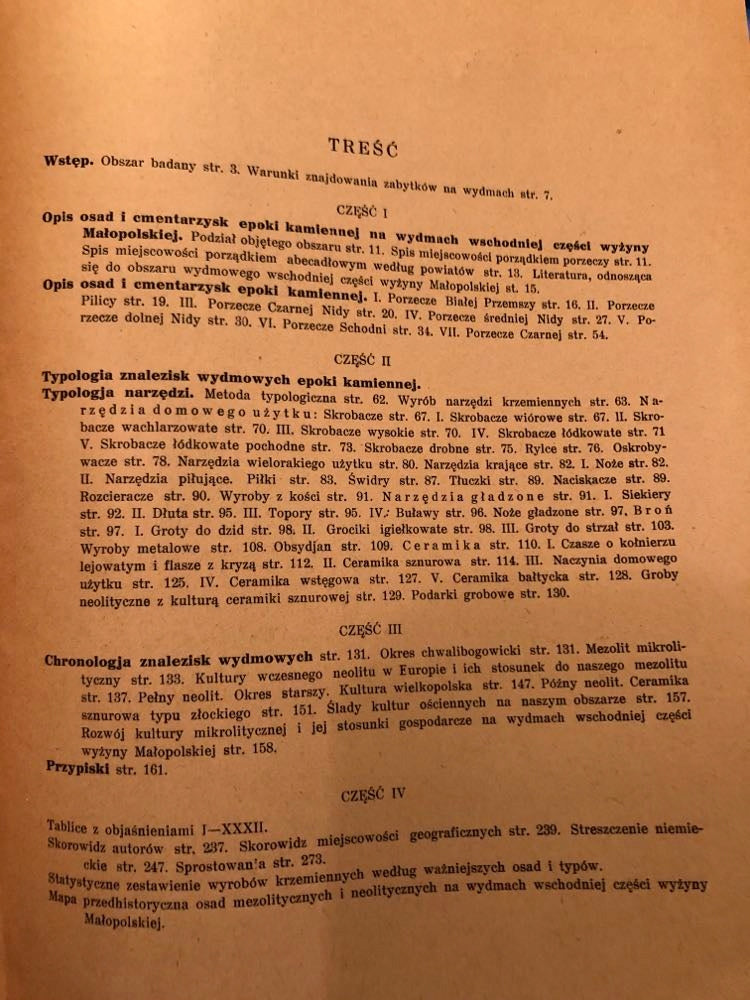 TREŚĆ
Wstęp. Obszar badany str. 3. Warunki znajdowania zabytków na wydmach str. 7.
CZĘŚĆ I
Opis osad i cmentarzysk epoki kamiennej na wydmach wschodniej części wyżyny
Małopolskiej. Podział objętego obszaru str. 11. Spis miejscowości porządkiem porzeczy str. 11.
Spis miejscowości porządkiem abecadłowym według powiatów str. 13. Literatura, odnosząca
się do obszaru wydmowego wschodniej części wyżyny Małopolskiej st. 15.
Opis osad i cmentarzysk epoki kamiennej. I. Porzecze Białej Przemszy str. 16. II. Porzecze
Pilicy str. 19. III. Porzecze Czarnej Nidy str. 20. IV. Porzecze średniej Nidy str. 27. V. Po-
rzecze dolnej Nidy str. 30. VI. Porzecze Schodni str. 34. VII. Porzecze Czarnej str. 54.
CZĘŚĆ II
Typologia znalezisk wydmowych epoki kamiennej.
Typologja narzędzi. Metoda typologiczna str. 62. Wyrób narzędzi krzemiennych str. 63. Na-
rzędzia domowego użytku: Skrobacze str. 67. I. Skrobacze wiórowe str. 67. II. Skro-
bacze wachlarzowate str. 70. III. Skrobacze wysokie str. 70. IV. Skrobacze łódkowate str. 71
V. Skrobacze łódkowate pochodne str. 73. Skrobacze drobne str. 75. Rylce str. 76. Oskroby-
wacze str. 78. Narzędzia wielorakiego użytku str. 80. Narzędzia krające str. 82. I. Noże str. 82.
II. Narzędzia piłujące. Piłki str. 83. Świdry str. 87. Tłuczki str. 89. Naciskacze str. 89.
Rozcieracze str. 90. Wyroby z kości str. 91. Narzędzia gładzone str. 91. I. Siekiery
str. 92. II. Dłuta str. 95. III. Topory str. 95. IV. Buławy str. 96. Noże gładzone str. 97. Broń
str. 97. I. Groty do dzid str. 98. II. Grociki igiełkowate str. 98. III. Groty do strzał str. 103.
Wyroby metalowe str. 108. Obsydjan str. 109. Ceramika str. 110. I. Czasze o kołnierzu
lejowatym i flasze z kryzą str. 112. II. Ceramika sznurowa str. 114. III. Naczynia domowego
użytku str. 125. IV. Ceramika wstęgowa str. 127. V. Ceramika bałtycka str. 128. Groby
neolityczne z kulturą ceramiki sznurowej str. 129. Podarki grobowe str. 130.
CZĘŚĆ III
Chronologja znalezisk wydmowych str. 131. Okres chwalibogowicki str. 131. Mezolit mikroli-
tyczny str. 133. Kultury wczesnego neolitu w Europie i ich stosunek do naszego mezolitu
str. 137. Pełny neolit. Okres starszy. Kultura wielkopolska str. 147. Późny neolit. Ceramika
sznurowa typu złockiego str. 151. Ślady kultur ościennych na naszym obszarze str. 157.
Rozwój kultury mikrolitycznej i jej stosunki gospodarcze na wydmach wschodniej części
wyżyny Małopolskiej str. 158.
Przypiski str. 161.
CZĘŚĆ IV
Tablice z objaśnieniami I—XXXII.
Skorowidz autorów str. 237. Skorowidz miejscowości geograficznych str. 239. Streszczenie niemie-
ckie str. 247. Sprostowania str. 273.
Statystyczne zestawienie wyrobów krzemiennych według ważniejszych osad i typów.
Mapa przedhistoryczna osad mezolitycznych i neolitycznych na wydmach wschodniej części wyżyny
Małopolskiej.